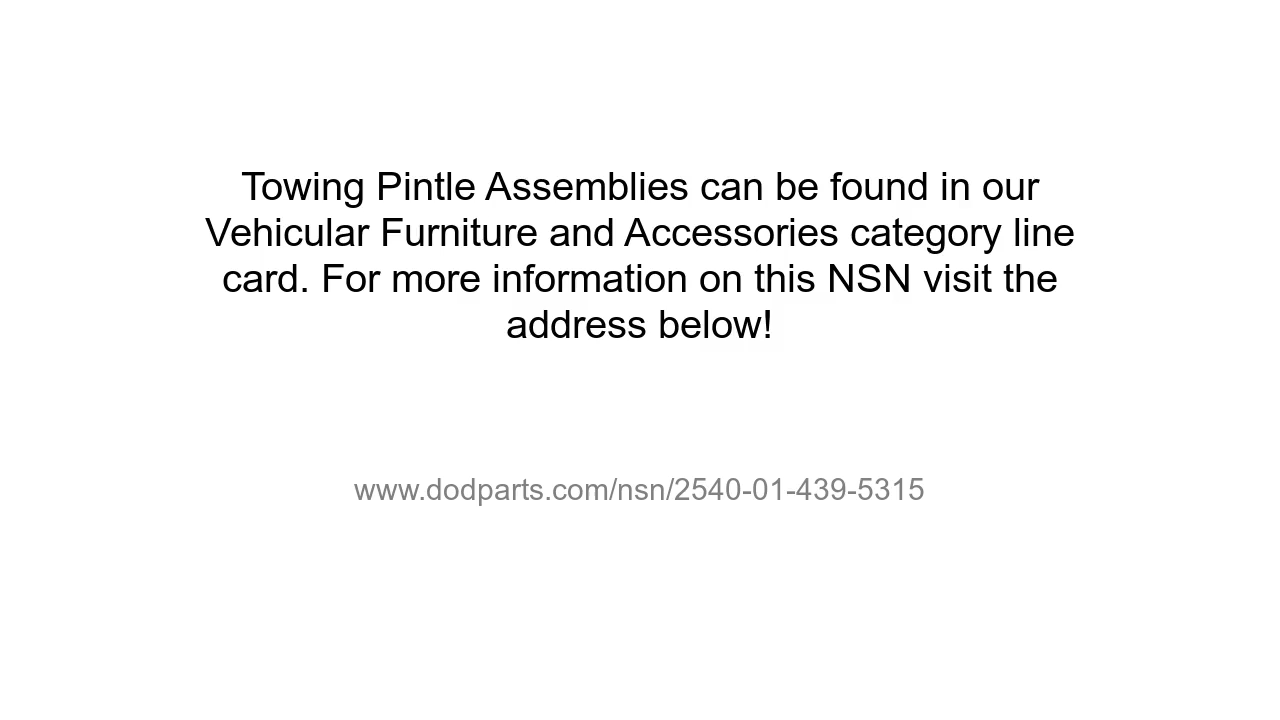 Towing Pintle Assemblies can be found in our
Vehicular Furniture and Accessories category line
card. For more information on this NSN visit the
address below!
www.dodparts.com/nsn/2540-01-439-5315